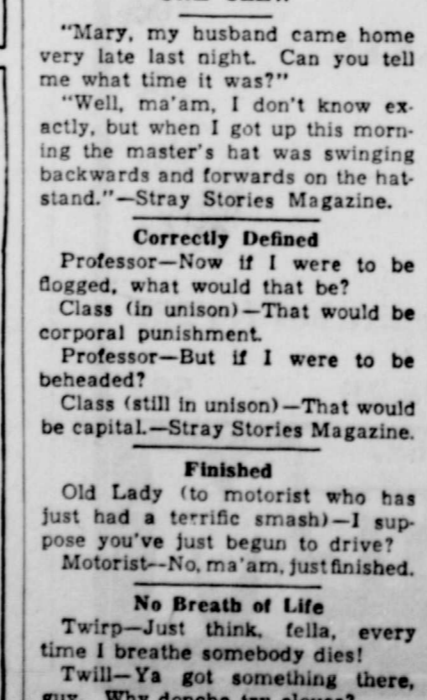 "Mary, my husband came home
very late last night. Can you tell
me what time it was?"
"Well, ma'am, I don't know ex-
actly, but when I got up this morn-
ing the master's hat was swinging
backwards and forwards on the hat-
stand."—Stray Stories Magazine.
Correctly Defined
Professor—Now if I were to be
flogged, what would that be?
Class (in unison)—That would be
corporal punishment.
Professor—But if I were to be
beheaded?
Class (still in unison)—That would
be capital.—Stray Stories Magazine.
Finished
Old Lady (to motorist who has
just had a terrific smash)—I sup-
pose you've just begun to drive?
Motorist--No, ma'am, just finished.
No Breath of Life
Twirp—Just think, fella, every
time I breathe somebody dies!
Twill—Ya got something there,
guy. Why